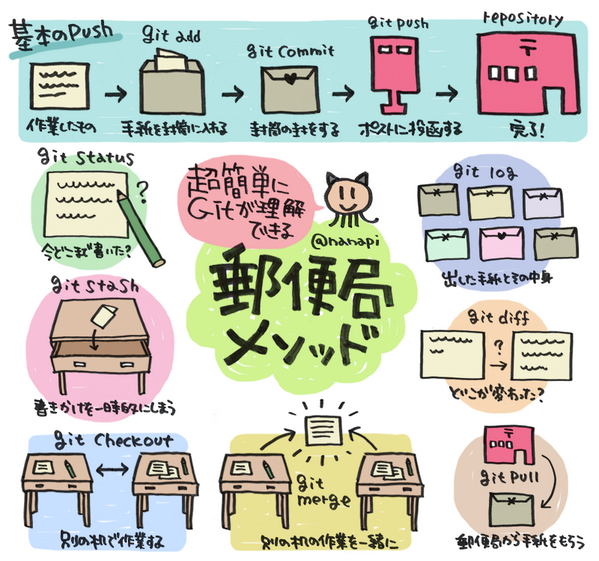 基本のPush
git add
git commit
git push
repository
作業したもの
手紙を封筒に入れる
封筒の封をする
ポストに投函する
完了!
git status
?
今どこまで書いた?
超簡単に
Gitが理解
できる
@nanapi
郵便局
メソッド
git log
出した手紙とその中身
git stash
書きかけを一時的にしまう
git diff
?
どこが変わった?
git checkout
別の机で作業する
git
merge
別の机の作業を一緒に
git pull
郵便局から手紙をもらう